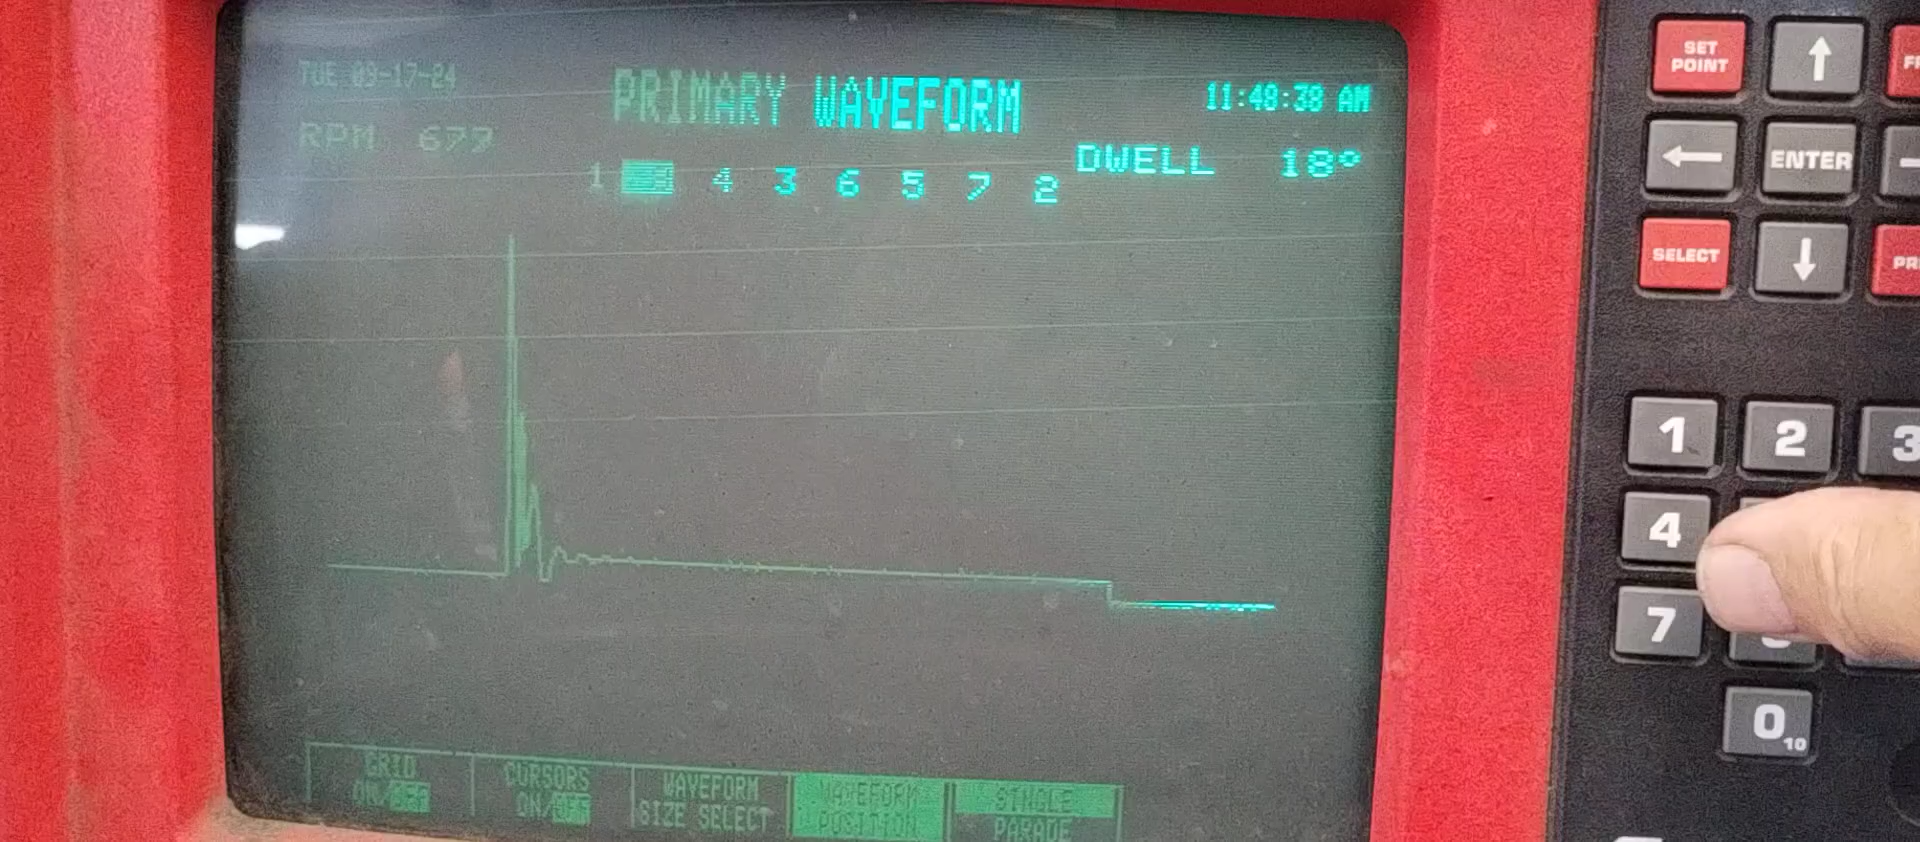 TUE 09-17-24
PRIMARY WAVEFORM
11:48:38 AM
RPM 677
DWELL 18°
1 4 3 6 5 7 2
GRID
ON/OFF
CURSORS
ON/OFF
WAVEFORM
SIZE SELECT
WAVEFORM
POSITION
SINGLE
PARADE
SET
POINT
ENTER
SELECT
1
2
3
4
7
0
10